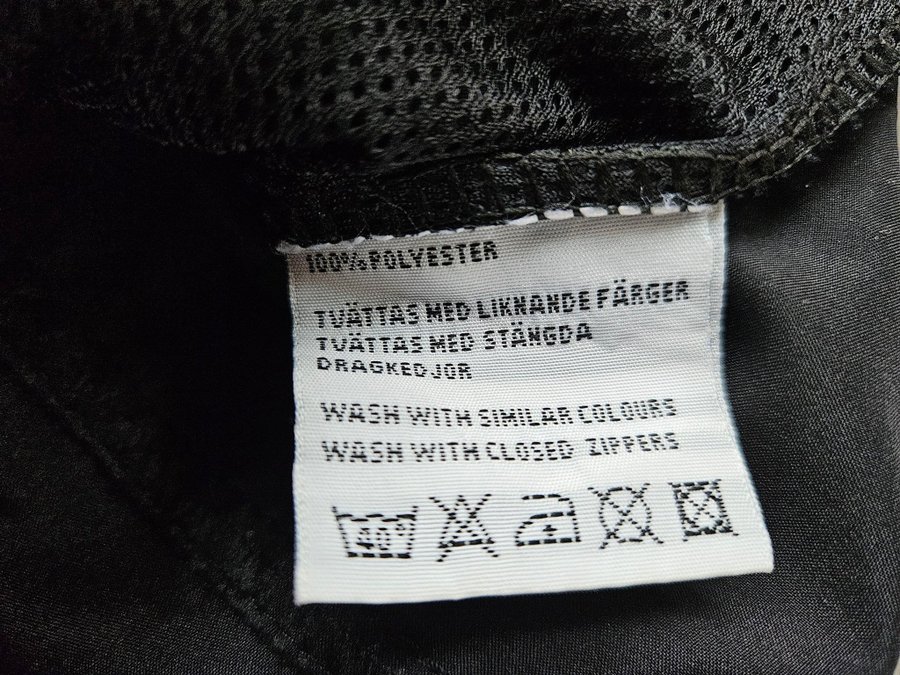 100% POLYESTER
TVÄTTAS MED LIKNANDE FÄRGER
TVÄTTAS MED STÄNGDA
DRAGKEDJOR
WASH WITH SIMILAR COLOURS
WASH WITH CLOSED ZIPPERS
40°